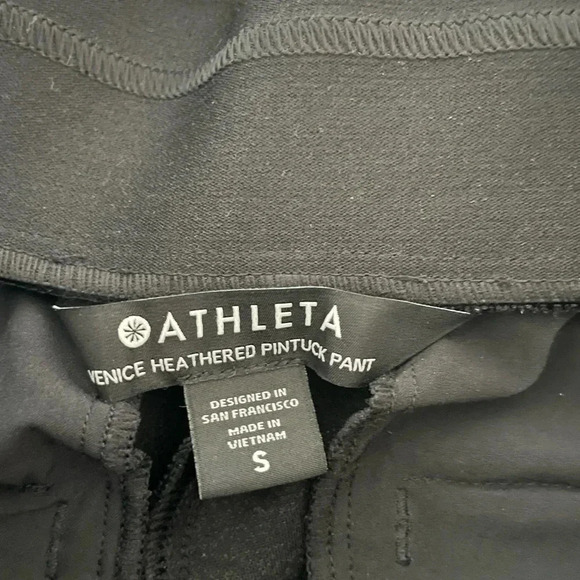 ATHLETA
VENICE HEATHERED PINTUCK PANT
DESIGNED IN
SAN FRANCISCO
MADE IN
VIETNAM
S